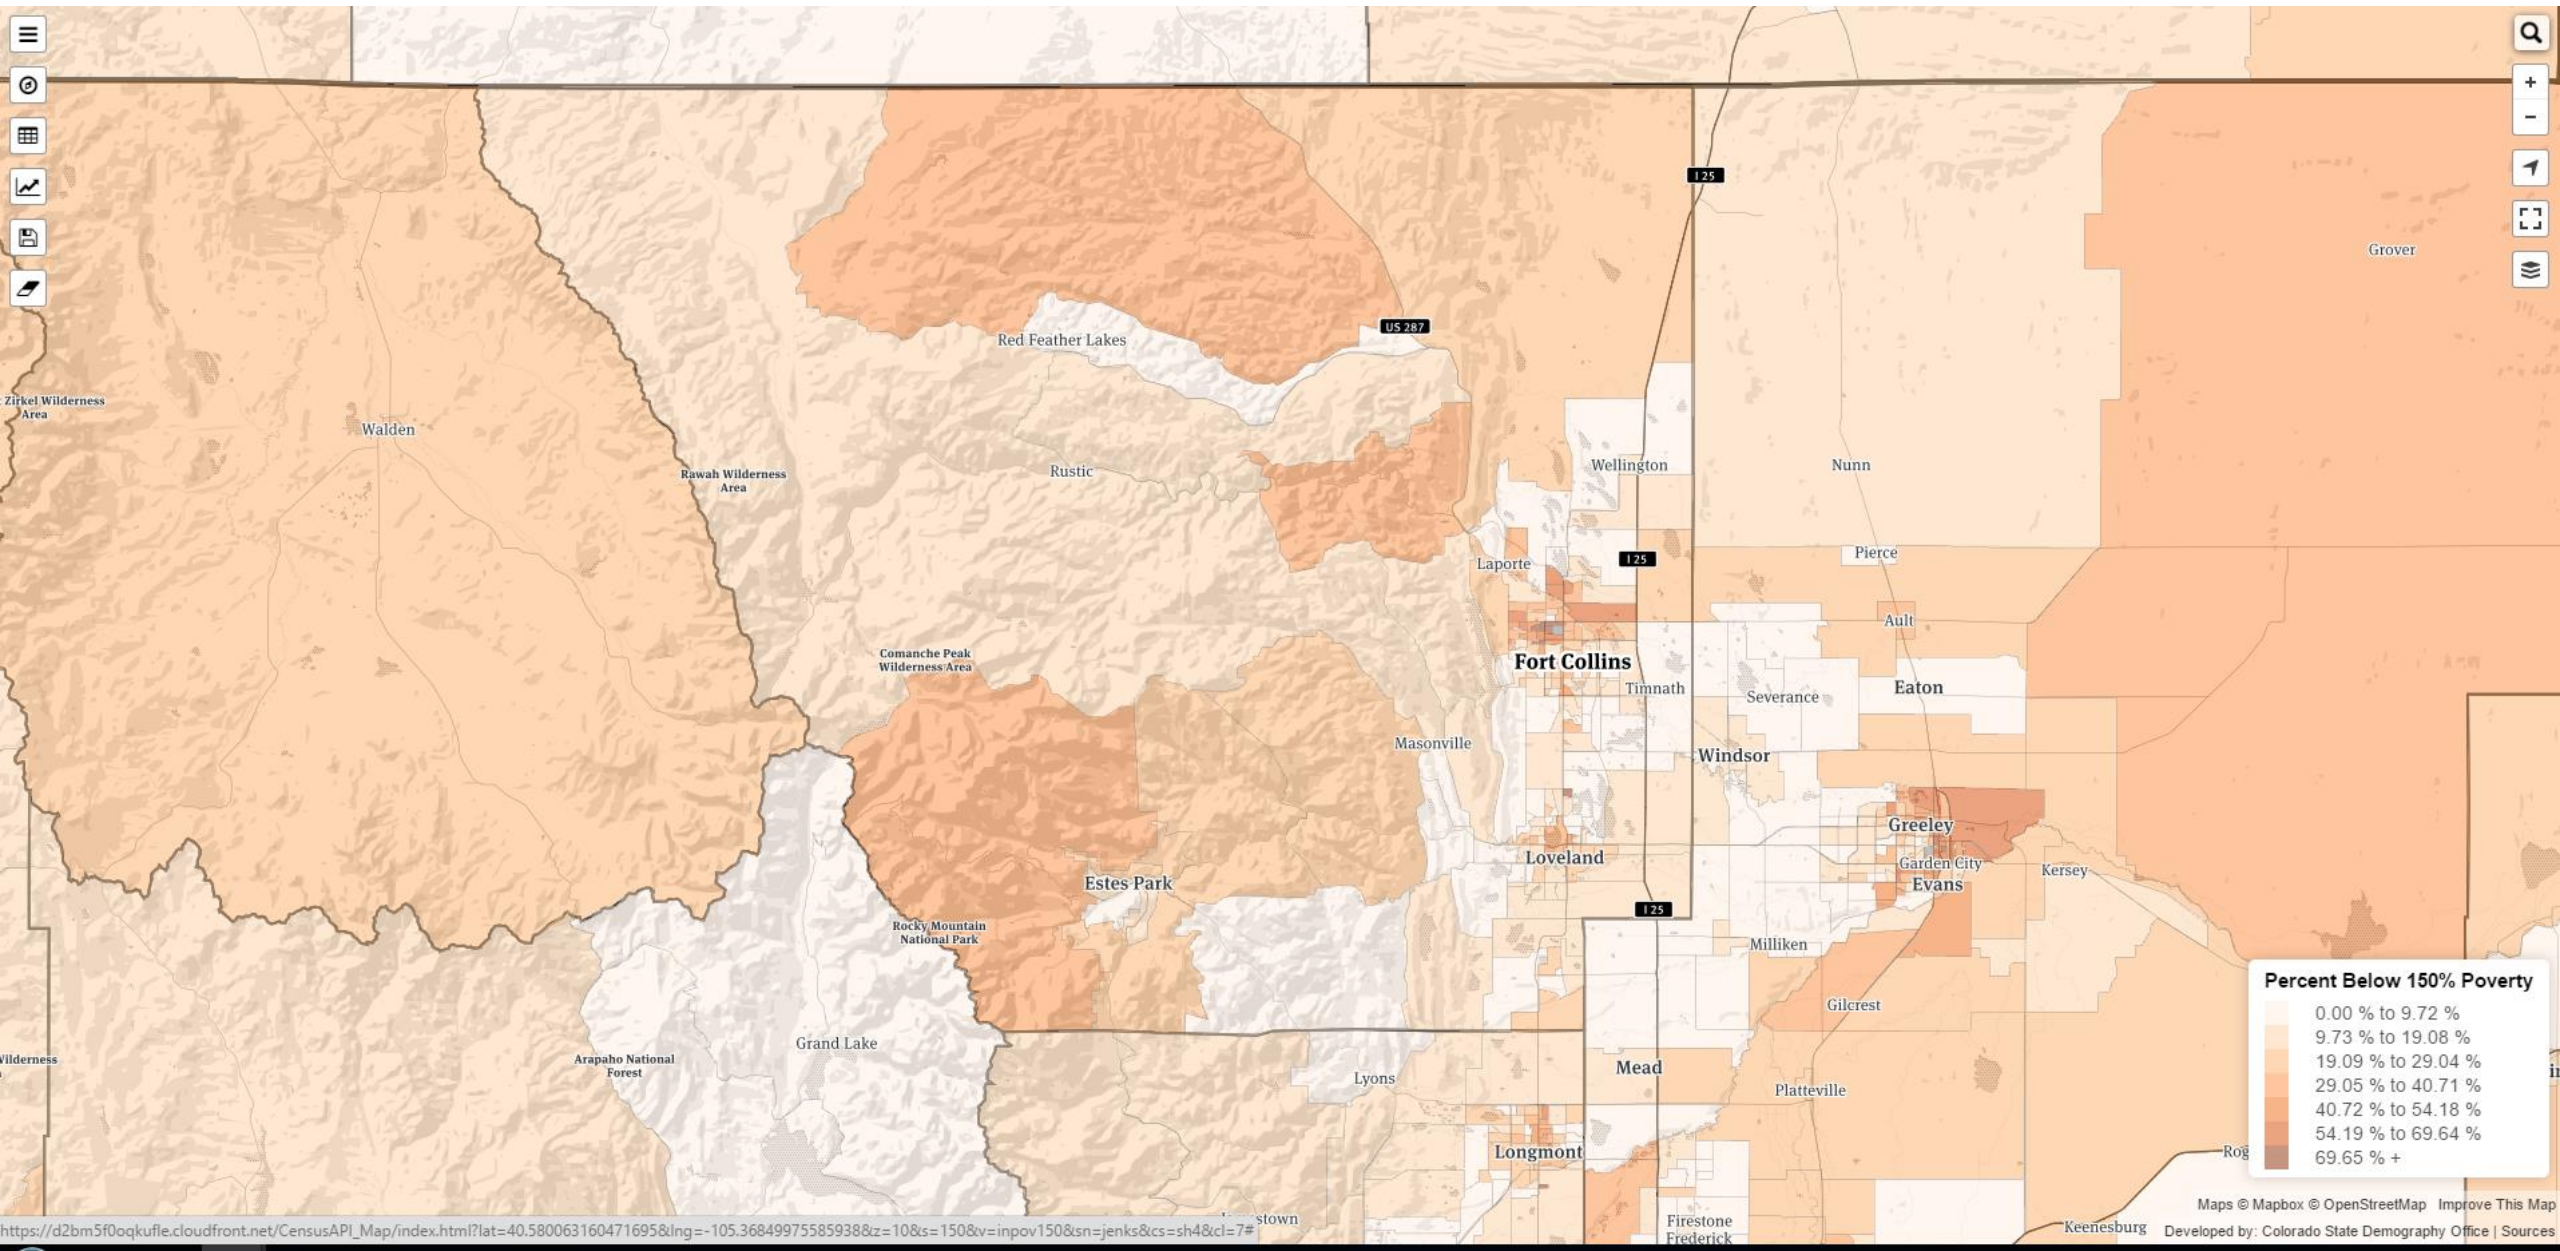 I 25
Grover
US 287
Red Feather Lakes
Zirkel Wilderness
Area
Walden
Rawah Wilderness
Area
Rustic
Wellington
Nunn
I 25
Pierce
Laporte
Ault
Comanche Peak
Wilderness Area
Fort Collins
Timnath
Severance
Eaton
Masonville
Windsor
Greeley
Loveland
Garden City
Kersey
Estes Park
Evans
I 25
Rocky Mountain
National Park
Milliken
Gilcrest
Grand Lake
Arapaho National
Forest
Lyons
Mead
Platteville
Longmont
Firestone
Frederick
Keenesburg
Percent Below 150% Poverty
0.00 % to 9.72 %
9.73 % to 19.08 %
19.09 % to 29.04 %
29.05 % to 40.71 %
40.72 % to 54.18 %
54.19 % to 69.64 %
69.65 % +
Maps © Mapbox © OpenStreetMap Improve This Map
Developed by: Colorado State Demography Office | Sources
https://d2bm5f0oqkufle.cloudfront.net/CensusAPI_Map/index.html?lat=40.58006316047169​5&lng=-105.36849975585938&z=10&s=150&v=inpov150&sn=jenks&cs=sh4&cl=7#